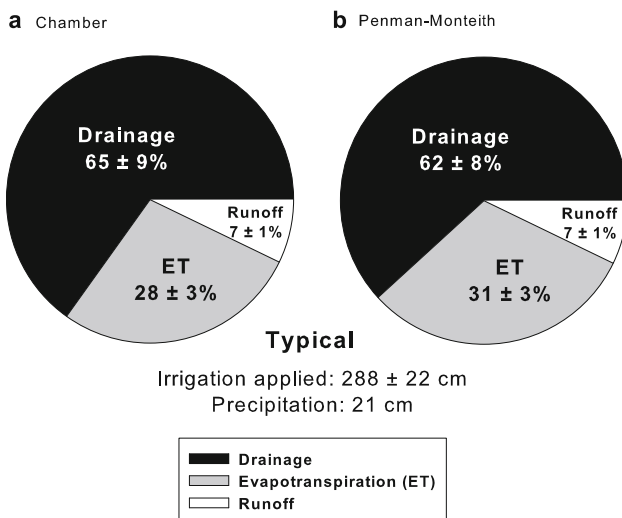 a Chamber
b Penman-Monteith
Drainage
65 ± 9%
Runoff
7 ± 1%
ET
28 ± 3%
Drainage
62 ± 8%
Runoff
7 ± 1%
ET
31 ± 3%
Typical
Irrigation applied: 288 ± 22 cm
Precipitation: 21 cm
Drainage
Evapotranspiration (ET)
Runoff